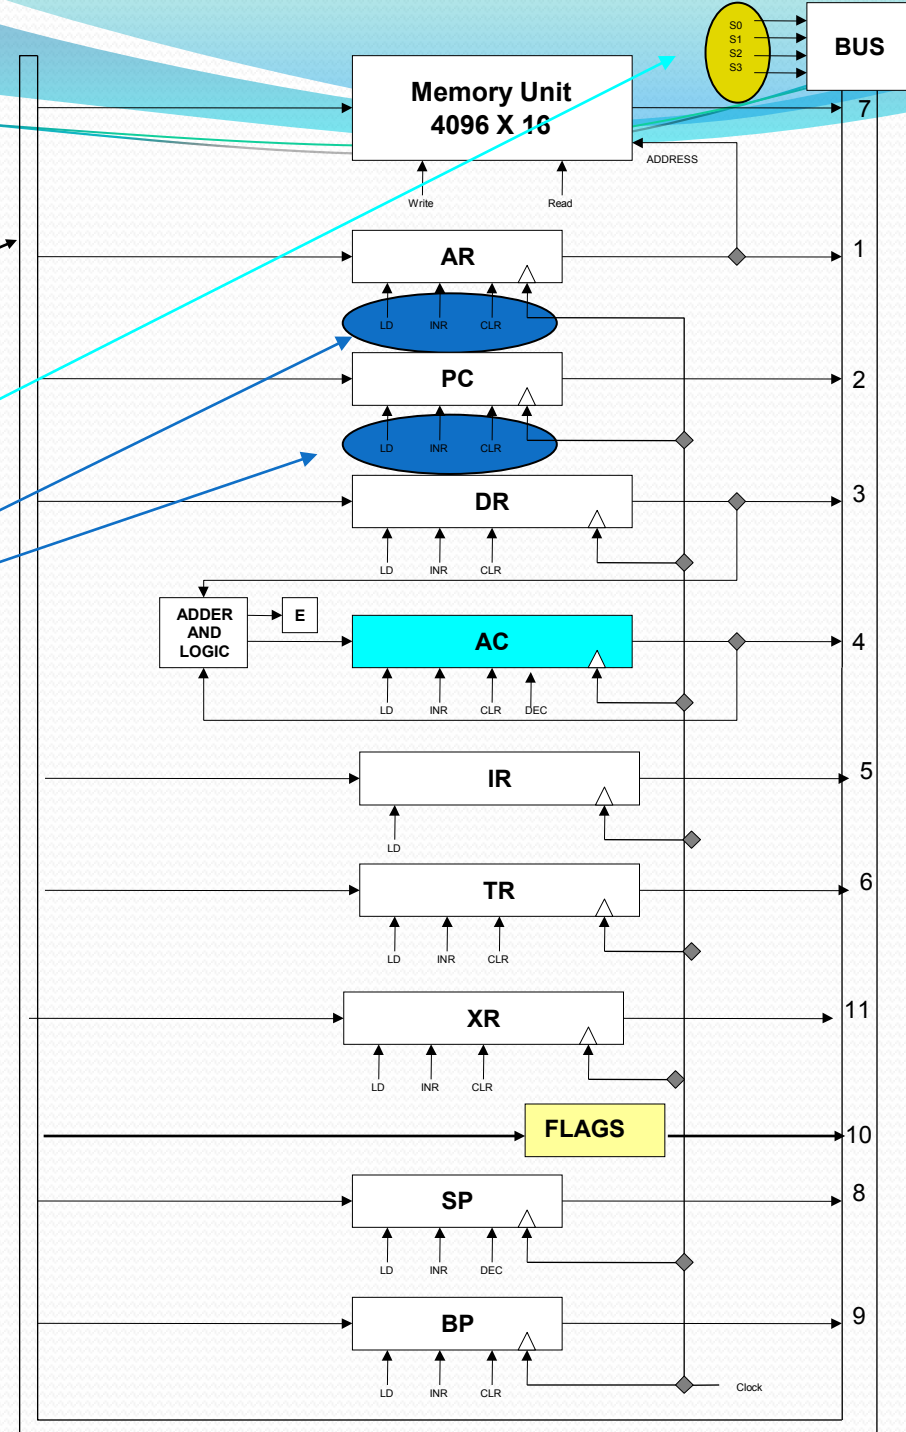 S0
S1
S2
S3
BUS
Memory Unit
4096 X 16
7
ADDRESS
Write
Read
AR
1
LD
INR
CLR
PC
2
LD
INR
CLR
DR
3
LD
INR
CLR
ADDER
AND
LOGIC
E
AC
4
LD
INR
CLR
DEC
IR
5
LD
TR
6
LD
INR
CLR
XR
11
LD
INR
CLR
FLAGS
10
SP
8
LD
INR
DEC
BP
9
LD
INR
CLR
Clock